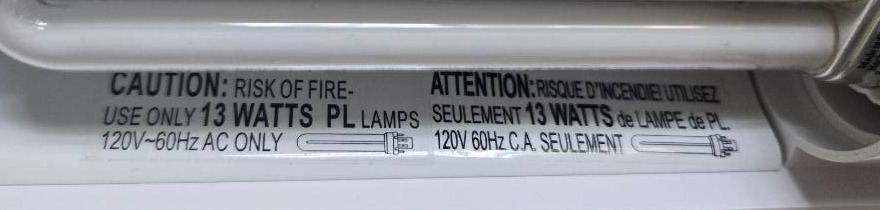 CAUTION: RISK OF FIRE-
USE ONLY 13 WATTS PL LAMPS
120V~60Hz AC ONLY
ATTENTION: RISQUE D'INCENDIE! UTILISEZ
SEULEMENT 13 WATTS de LAMPE de PL.
120V 60Hz C.A. SEULEMENT